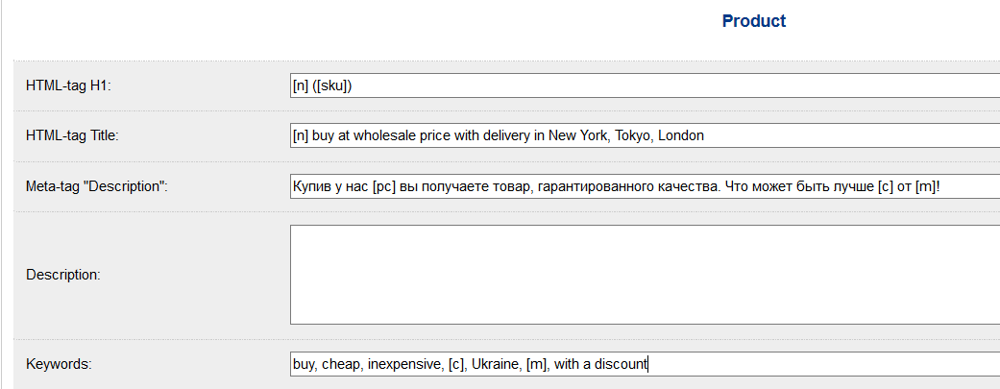 Product
HTML-tag H1: [n] ([sku])
HTML-tag Title: [n] buy at wholesale price with delivery in New York, Tokyo, London
Meta-tag "Description": Купив у нас [pc] вы получаете товар, гарантированного качества. Что может быть лучше [c] от [m]!
Description:
Keywords: buy, cheap, inexpensive, [c], Ukraine, [m], with a discount